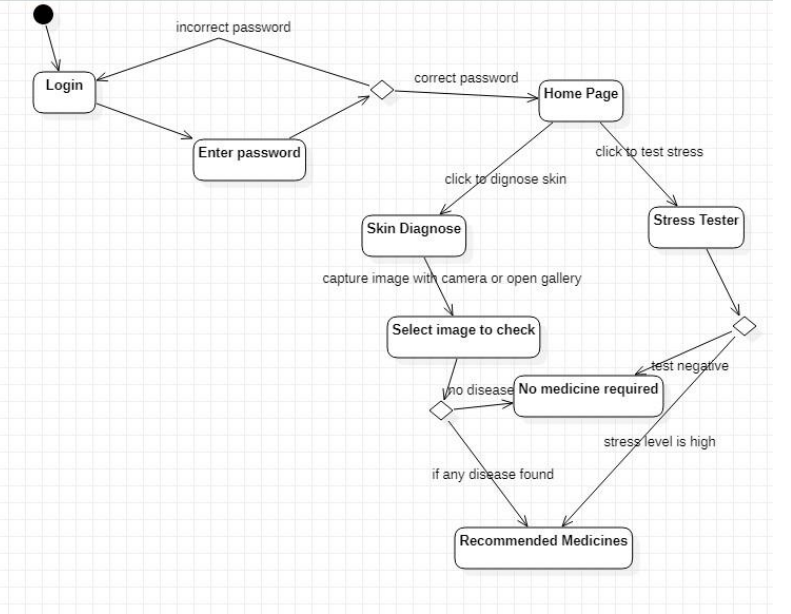 incorrect password
Login
correct password
Home Page
Enter password
click to test stress
click to dignose skin
Stress Tester
Skin Diagnose
capture image with camera or open gallery
Select image to check
test negative
no disease
No medicine required
stress level is high
if any disease found
Recommended Medicines